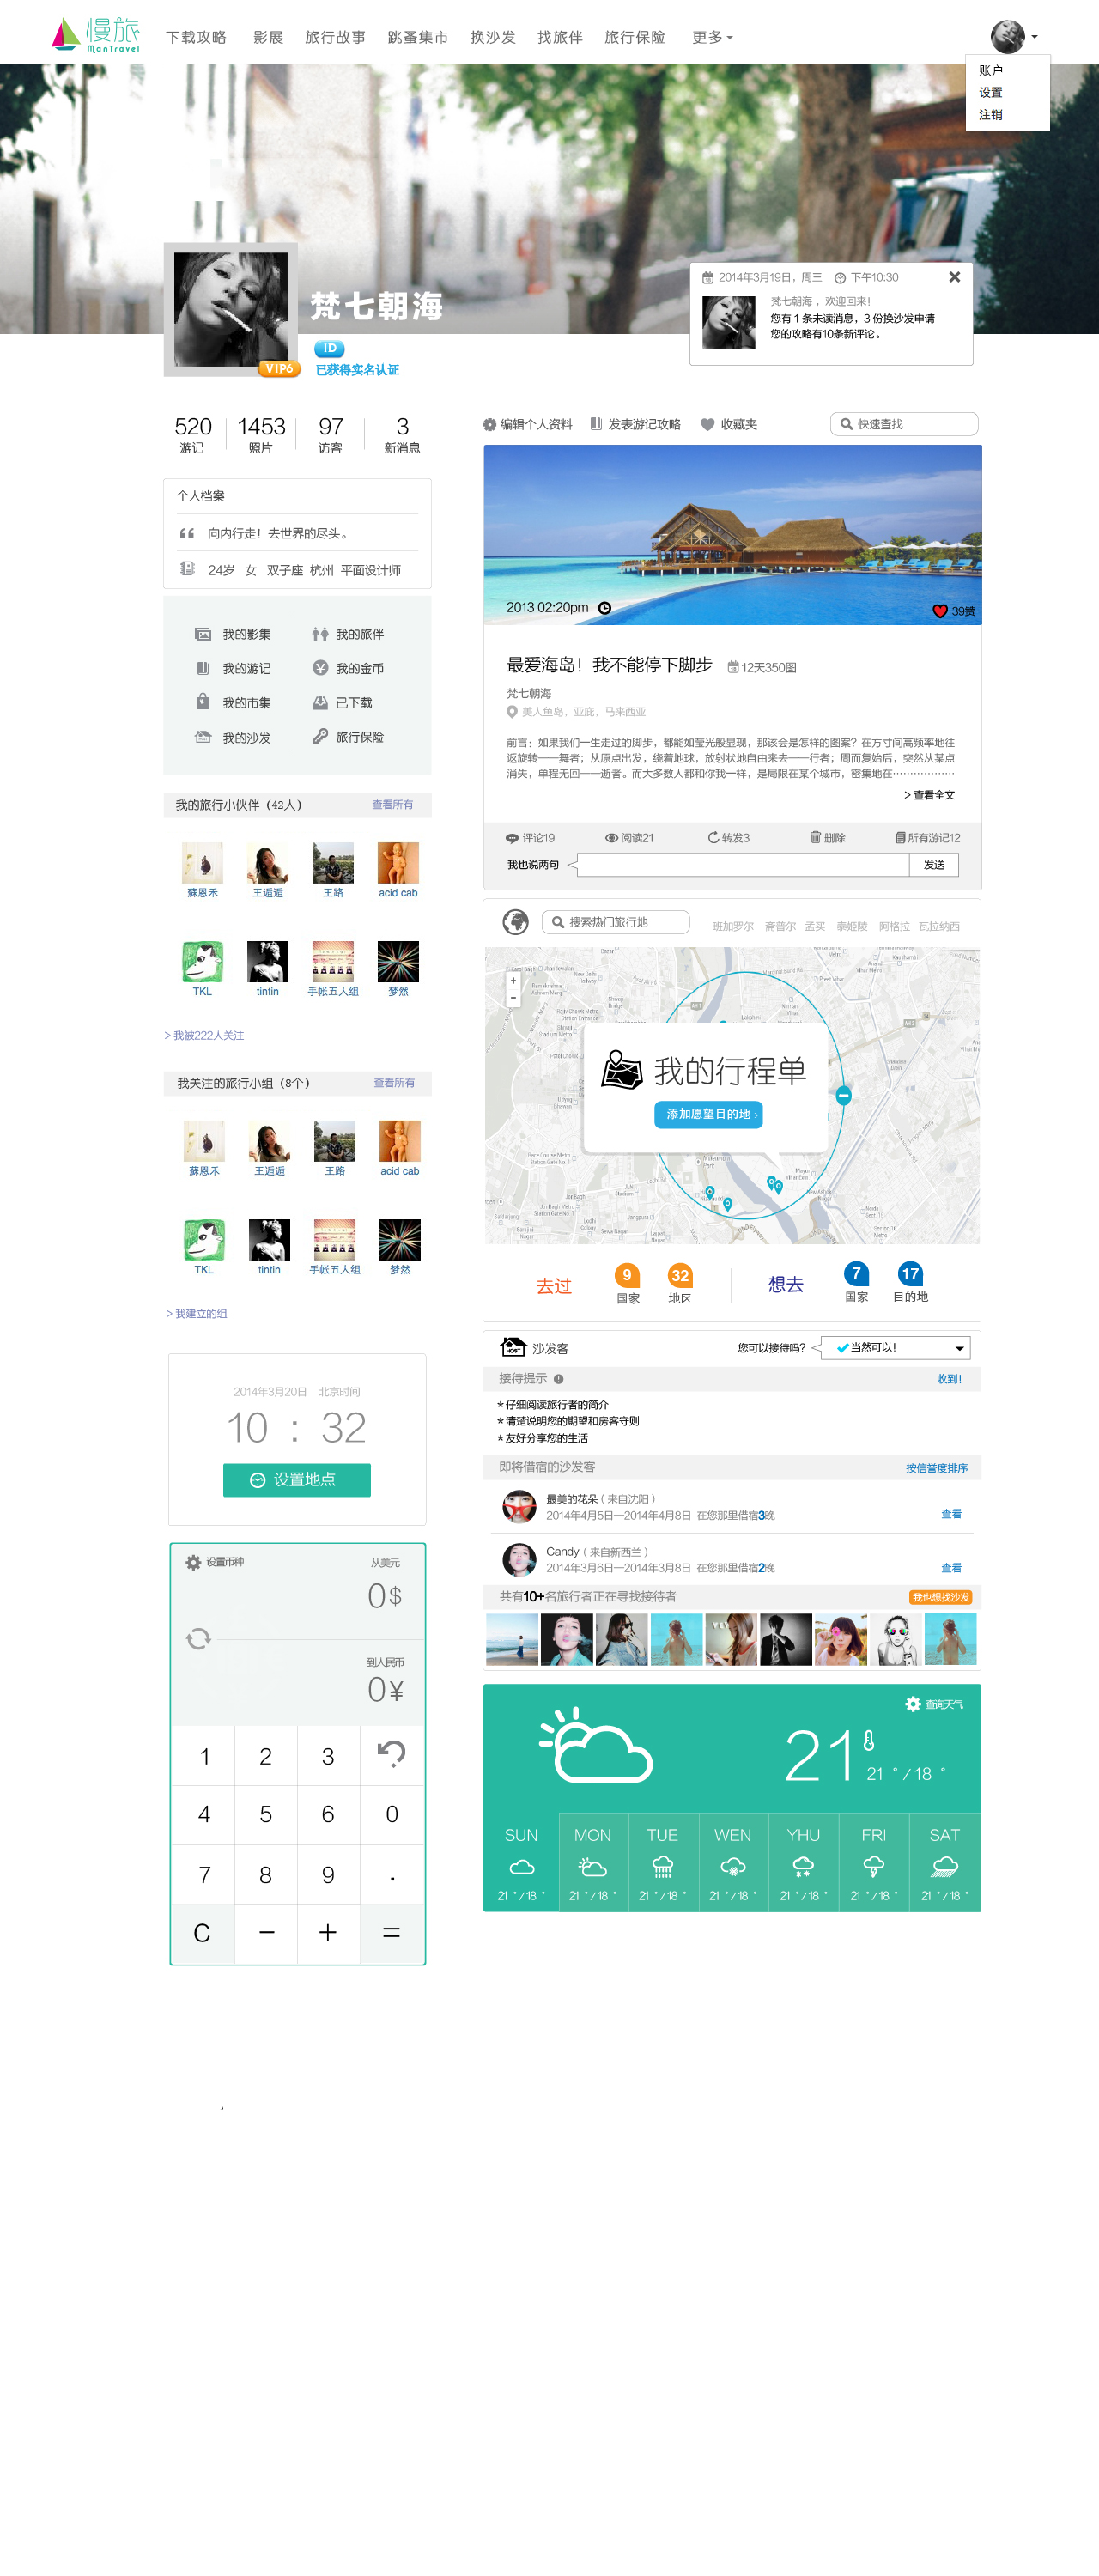 慢旅
ManTravel
下载攻略 影展 旅行故事 跳蚤集市 换沙发 找旅伴 旅行保险 更多
账户
设置
注销
2014年3月19日，周三 下午10:30
梵七朝海，欢迎回来！
您有 1 条未读消息，3 份换沙发申请
您的攻略有10条新评论。
梵七朝海
ID
VIP6
已获得实名认证
520 1453 97 3
游记 照片 访客 新消息
个人档案
向内行走！去世界的尽头。
24岁 女 双子座 杭州 平面设计师
我的影集 我的旅伴
我的游记 我的金币
我的市集 已下载
我的沙发 旅行保险
我的旅行小伙伴（42人） 查看所有
蘇恩禾 王逅逅 王路 acid cab
TKL tintin 手帐五人组 梦然
> 我被222人关注
我关注的旅行小组（8个） 查看所有
蘇恩禾 王逅逅 王路 acid cab
TKL tintin 手帐五人组 梦然
> 我建立的组
2014年3月20日 北京时间
10 : 32
设置地点
设置币种 从美元
0$
到人民币
0¥
1 2 3
4 5 6 0
7 8 9 .
C − + =
编辑个人资料 发表游记攻略 收藏夹 快速查找
2013 02:20pm 39赞
最爱海岛！我不能停下脚步 12天350图
梵七朝海
美人鱼岛，亚庇，马来西亚
前言：如果我们一生走过的脚步，都能如莹光般显现，那该会是怎样的图案？在方寸间高频率地往
返旋转——舞者；从原点出发，绕着地球，放射状地自由来去——行者；周而复始后，突然从某点
消失，单程无回——逝者。而大多数人都和你我一样，是局限在某个城市，密集地在………………
> 查看全文
评论19 阅读21 转发3 删除 所有游记12
我也说两句 发送
搜索热门旅行地 班加罗尔 斋普尔 孟买 泰姬陵 阿格拉 瓦拉纳西
+
−
我的行程单
添加愿望目的地 ›
去过 9 国家 32 地区 想去 7 国家 17 目的地
HOST 沙发客 您可以接待吗？ 当然可以！
接待提示 收到！
*仔细阅读旅行者的简介
*清楚说明您的期望和房客守则
*友好分享您的生活
即将借宿的沙发客 按信誉度排序
最美的花朵（来自沈阳）
2014年4月5日—2014年4月8日 在您那里借宿3晚 查看
Candy（来自新西兰）
2014年3月6日—2014年3月8日 在您那里借宿2晚 查看
共有10+名旅行者正在寻找接待者 我也想找沙发
查询天气
21 21 °/18 °
SUN MON TUE WEN YHU FRI SAT
21 °/18 ° 21 °/18 ° 21 °/18 ° 21 °/18 ° 21 °/18 ° 21 °/18 ° 21 °/18 °